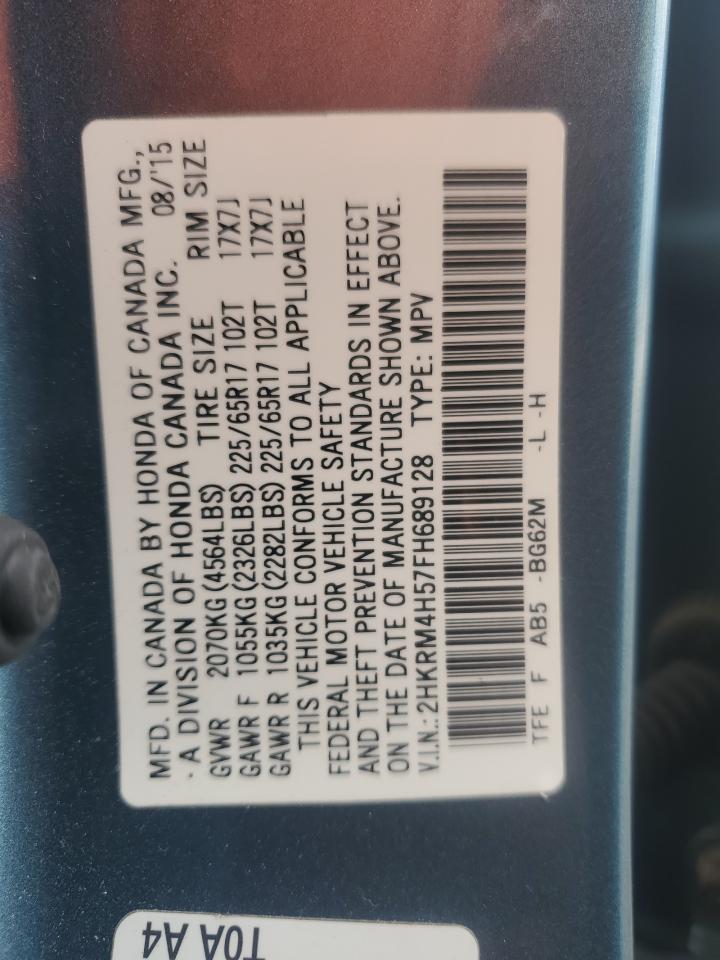 MFD. IN CANADA BY HONDA OF CANADA MFG.,
· A DIVISION OF HONDA CANADA INC. 08/'15
GVWR 2070KG (4564LBS) TIRE SIZE RIM SIZE
GAWR F 1055KG (2326LBS) 225/65R17 102T 17X7J
GAWR R 1035KG (2282LBS) 225/65R17 102T 17X7J
THIS VEHICLE CONFORMS TO ALL APPLICABLE
FEDERAL MOTOR VEHICLE SAFETY
AND THEFT PREVENTION STANDARDS IN EFFECT
ON THE DATE OF MANUFACTURE SHOWN ABOVE.
V.I.N.: 2HKRM4H57FH689128 TYPE: MPV
TFE F AB5 -BG62M -L -H
T0A A4